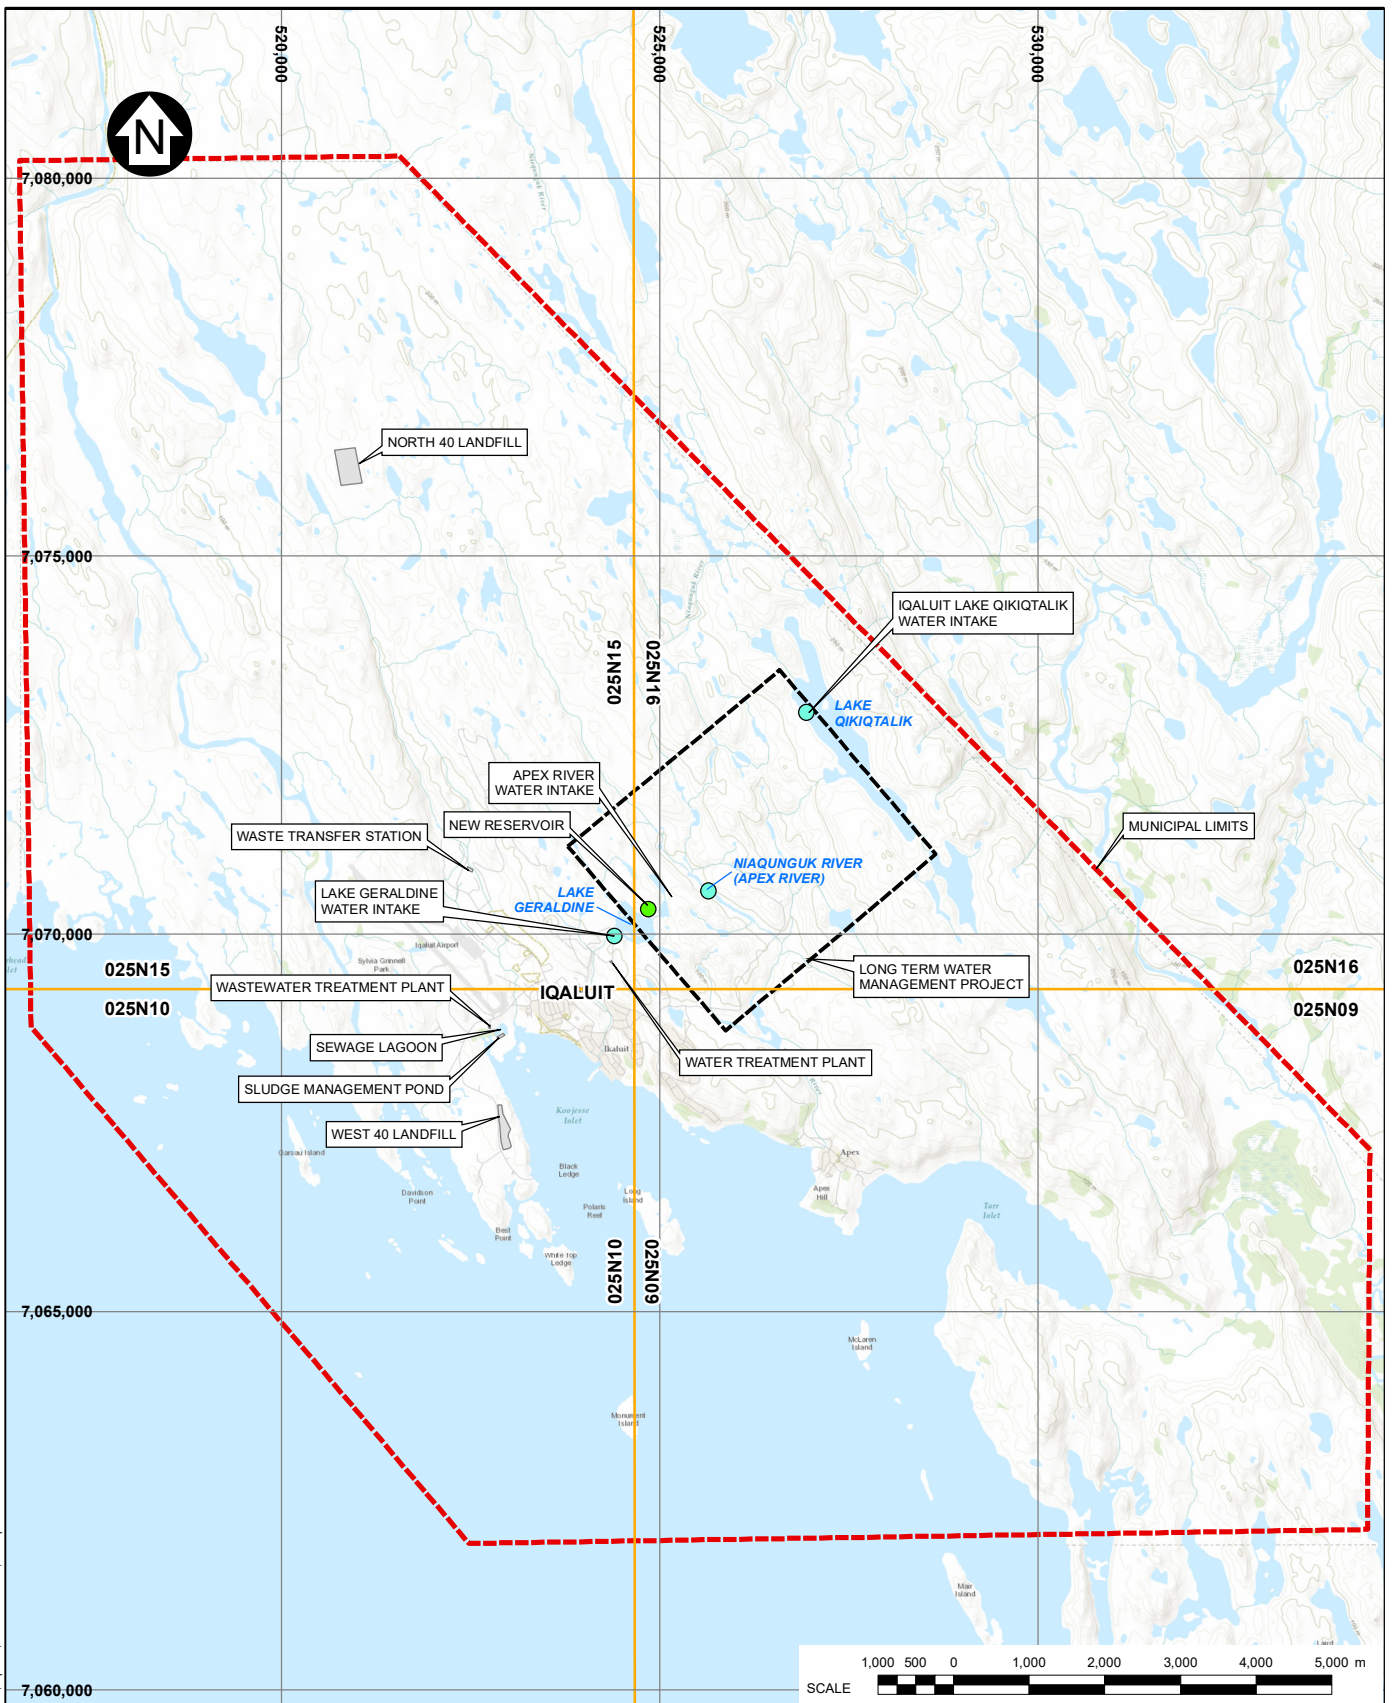 520,000
525,000
530,000
N
7,080,000
Niaqunguk River
NORTH 40 LANDFILL
7,075,000
Niaqunguk River
IQALUIT LAKE QIKIQTALIK
WATER INTAKE
025N15
025N16
LAKE
QIKIQTALIK
APEX RIVER
WATER INTAKE
NEW RESERVOIR
WASTE TRANSFER STATION
MUNICIPAL LIMITS
NIAQUNGUK RIVER
(APEX RIVER)
LAKE GERALDINE
WATER INTAKE
LAKE
GERALDINE
7,070,000
Iqaluit Airport
Sylvia Grinnell
Park
025N15
025N10
LONG TERM WATER
MANAGEMENT PROJECT
025N16
025N09
WASTEWATER TREATMENT PLANT
IQALUIT
SEWAGE LAGOON
Ikaluit
WATER TREATMENT PLANT
SLUDGE MANAGEMENT POND
River
WEST 40 LANDFILL
Koojesse
Inlet
Apex
Black
Ledge
Davidson
Point
Long
Island
Apex
Hill
Polaris
Reef
Tarr
Inlet
Best
Point
White Top
Ledge
025N10
025N09
7,065,000
McLaren
Island
Monument
Island
Mair
Island
1,000 500 0 1,000 2,000 3,000 4,000 5,000 m
SCALE
7,060,000